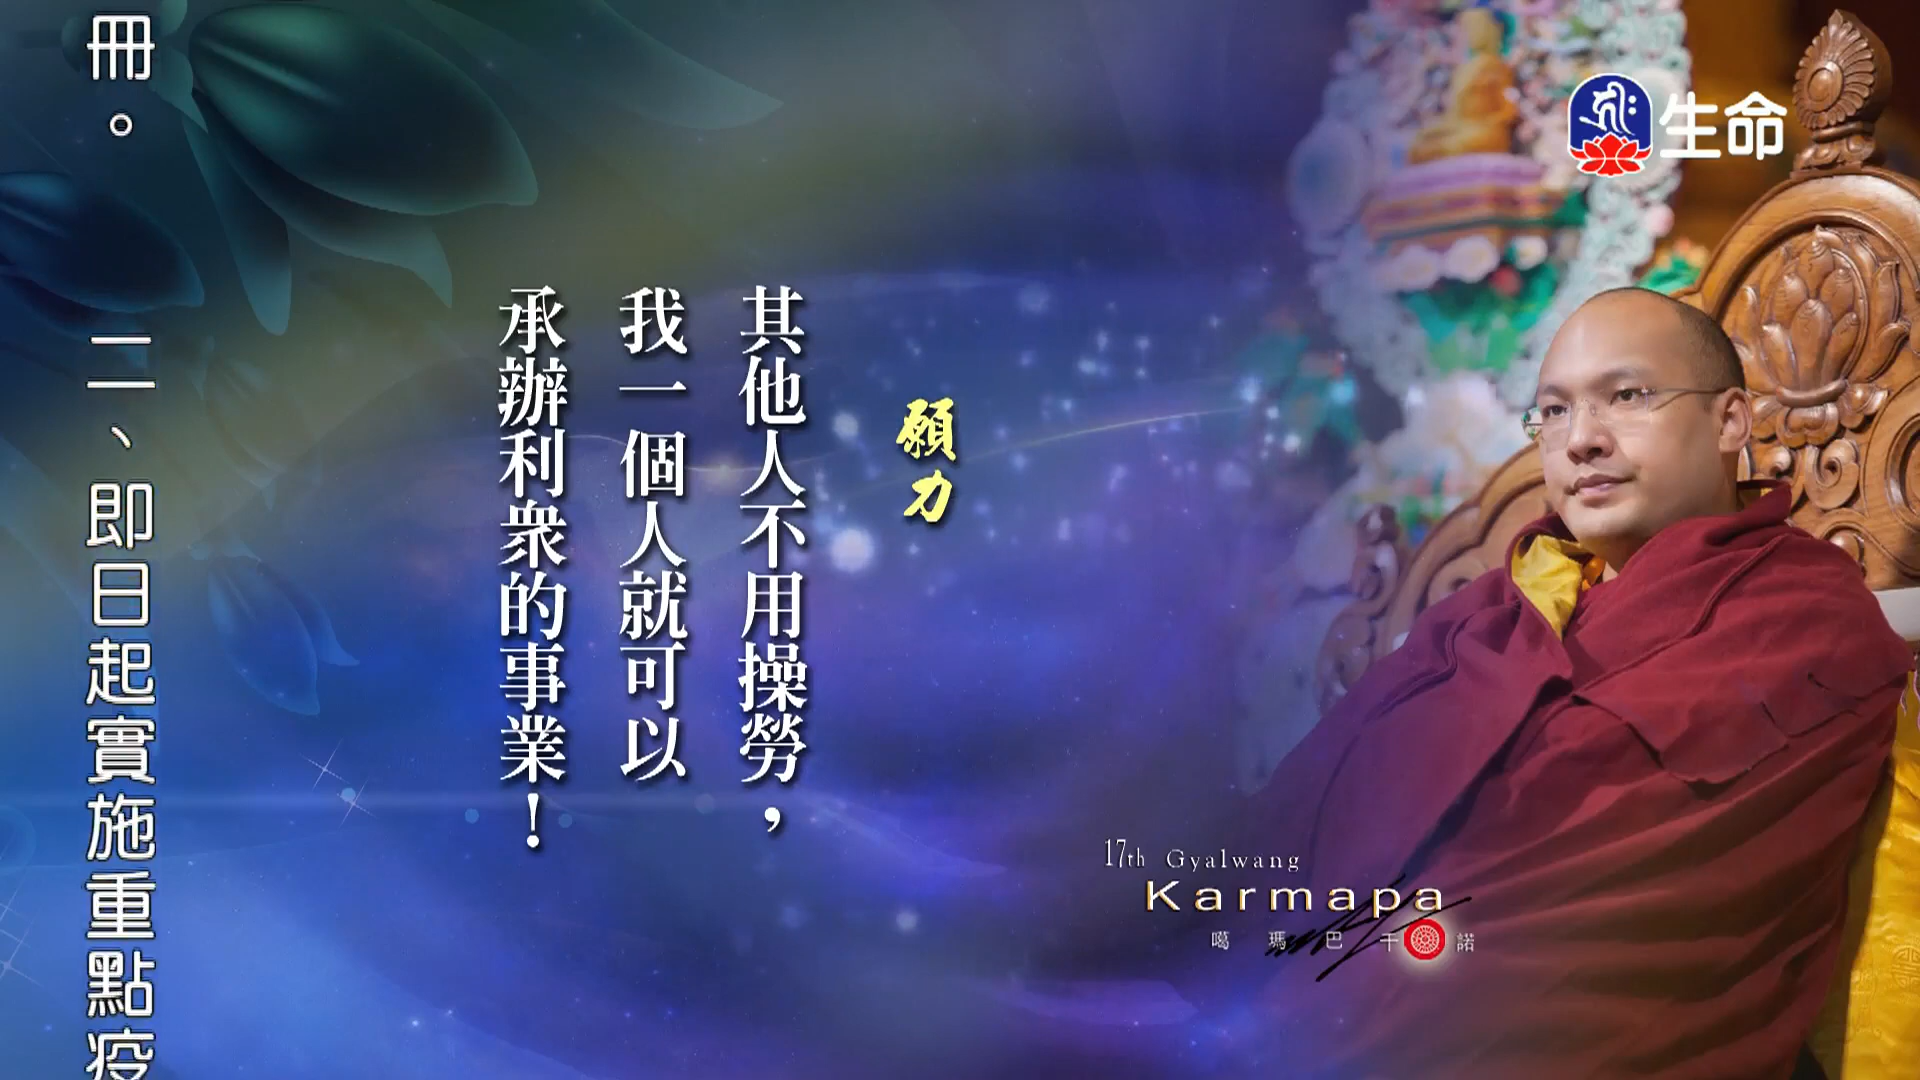 生命
願力
其他人不用操勞，
我一個人就可以
承辦利衆的事業！
17th Gyalwang
Karmapa
噶瑪巴千諾
冊。 二、即日起實施重點疫